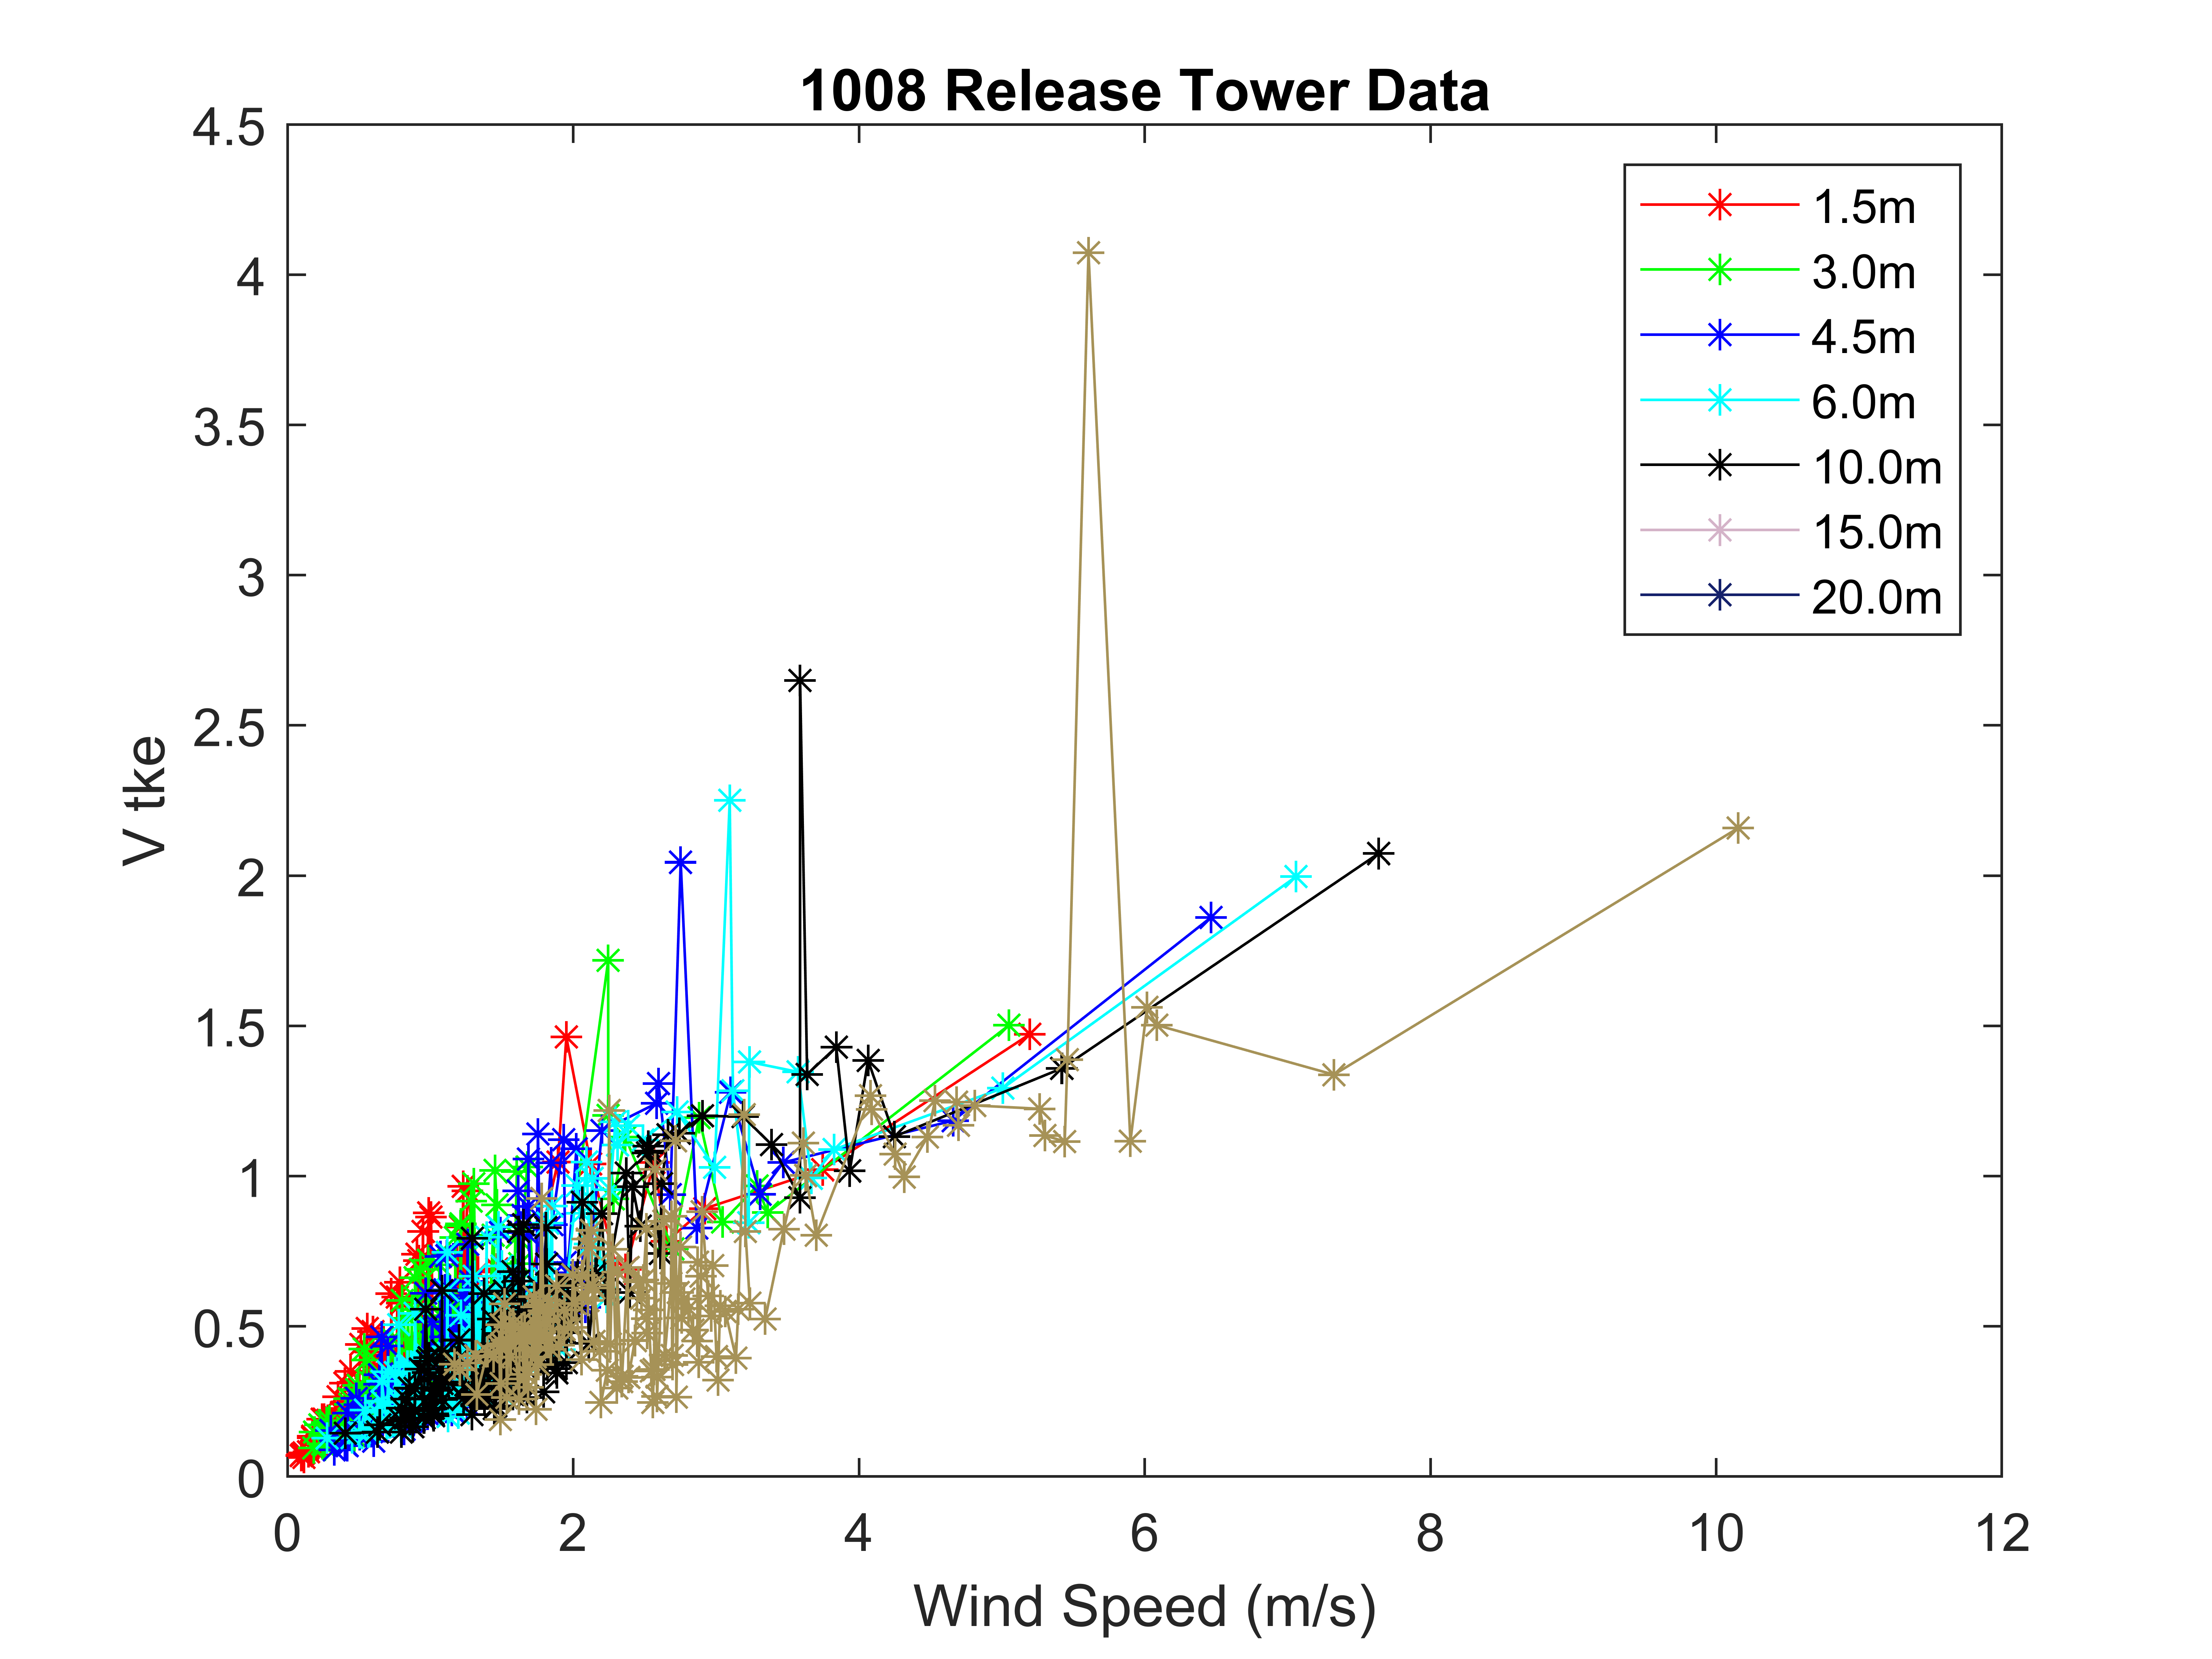 1008 Release Tower Data
4.5
4
3.5
3
2.5
2
1.5
1
0.5
0
V tke
0 2 4 6 8 10 12
Wind Speed (m/s)
1.5m
3.0m
4.5m
6.0m
10.0m
15.0m
20.0m